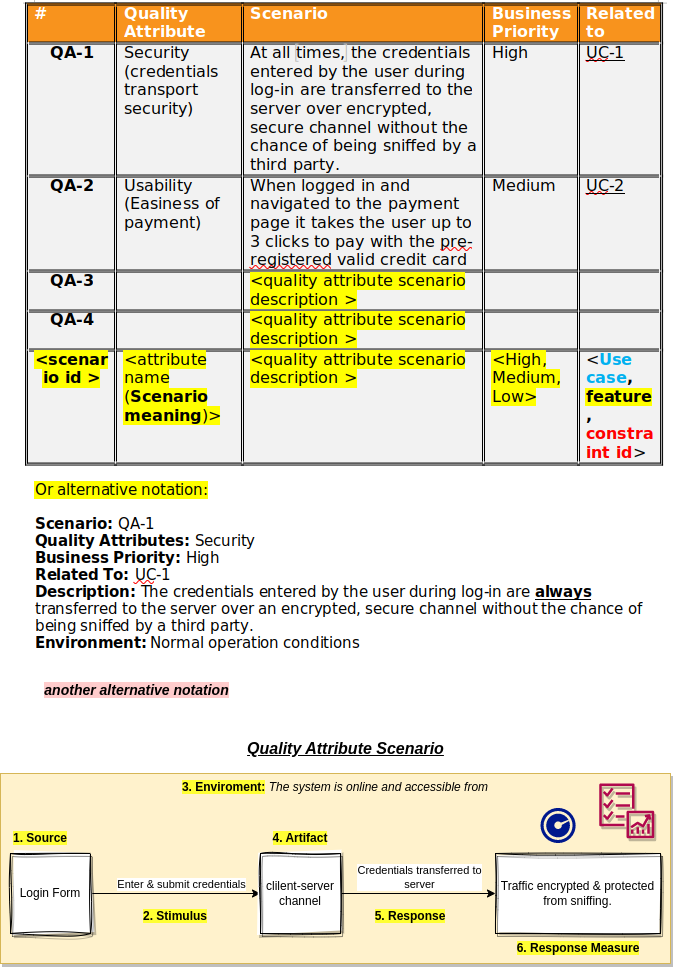 # Quality Attribute Scenario Business Priority Related to
QA-1 Security (credentials transport security) At all times, the credentials entered by the user during log-in are transferred to the server over encrypted, secure channel without the chance of being sniffed by a third party. High UC-1
QA-2 Usability (Easiness of payment) When logged in and navigated to the payment page it takes the user up to 3 clicks to pay with the pre-registered valid credit card Medium UC-2
QA-3 <quality attribute scenario description >
QA-4 <quality attribute scenario description >
<scenario id > <attribute name (Scenario meaning)> <quality attribute scenario description > <High, Medium, Low> <Use case, feature, constraint id>
Or alternative notation:
Scenario: QA-1
Quality Attributes: Security
Business Priority: High
Related To: UC-1
Description: The credentials entered by the user during log-in are always
transferred to the server over an encrypted, secure channel without the chance of
being sniffed by a third party.
Environment: Normal operation conditions
another alternative notation
Quality Attribute Scenario
3. Enviroment: The system is online and accessible from
1. Source
4. Artifact
Login Form
Enter & submit credentials
2. Stimulus
clilent-server
channel
Credentials transferred to
server
5. Response
Traffic encrypted & protected
from sniffing.
6. Response Measure